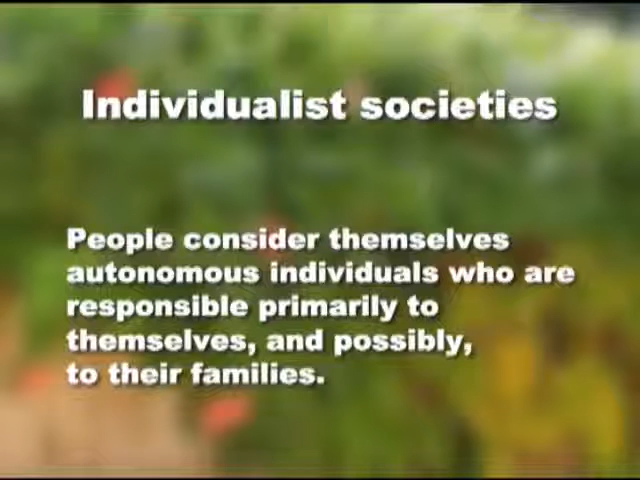 Individualist societies
People consider themselves
autonomous individuals who are
responsible primarily to
themselves, and possibly,
to their families.